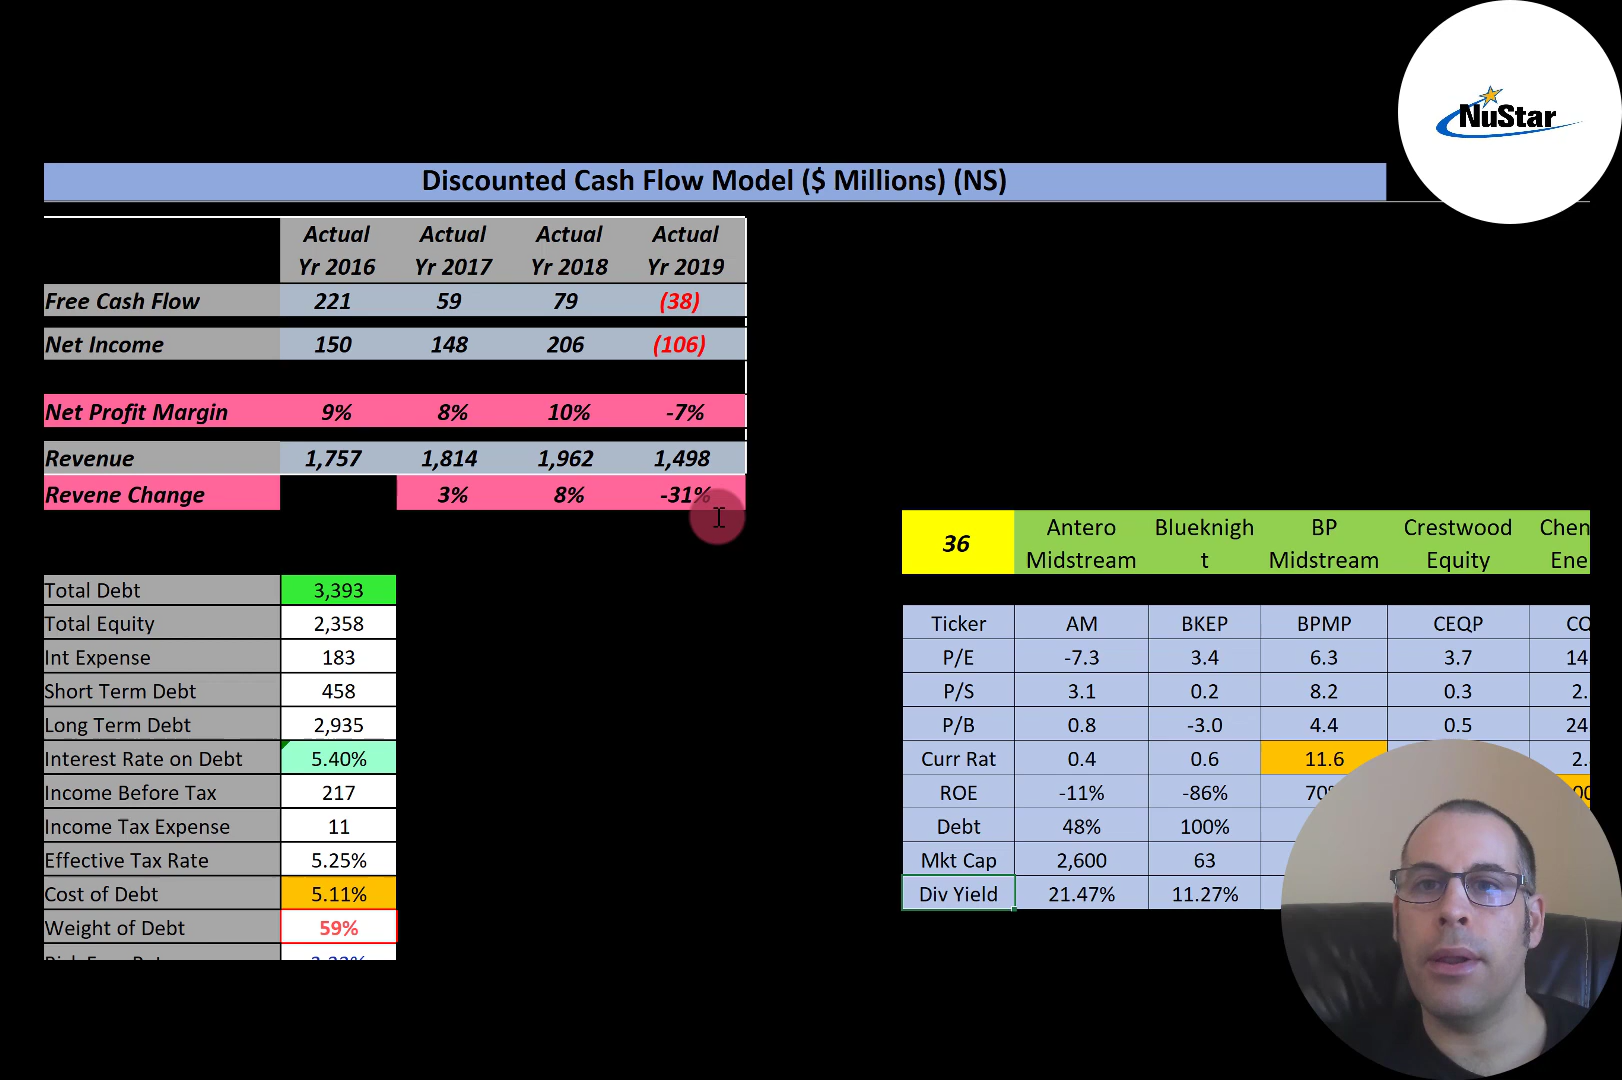 NuStar
Discounted Cash Flow Model ($ Millions) (NS)
Actual Actual Actual Actual
Yr 2016 Yr 2017 Yr 2018 Yr 2019
Free Cash Flow 221 59 79 (38)
Net Income 150 148 206 (106)
Net Profit Margin 9% 8% 10% -7%
Revenue 1,757 1,814 1,962 1,498
Revene Change 3% 8% -31%
Total Debt 3,393
Total Equity 2,358
Int Expense 183
Short Term Debt 458
Long Term Debt 2,935
Interest Rate on Debt 5.40%
Income Before Tax 217
Income Tax Expense 11
Effective Tax Rate 5.25%
Cost of Debt 5.11%
Weight of Debt 59%
36 Antero Blueknigh BP Crestwood Chen
Midstream t Midstream Equity Ene
Ticker AM BKEP BPMP CEQP
P/E -7.3 3.4 6.3 3.7 14
P/S 3.1 0.2 8.2 0.3 2.
P/B 0.8 -3.0 4.4 0.5 24
Curr Rat 0.4 0.6 11.6 2.
ROE -11% -86%
Debt 48% 100%
Mkt Cap 2,600 63
Div Yield 21.47% 11.27%